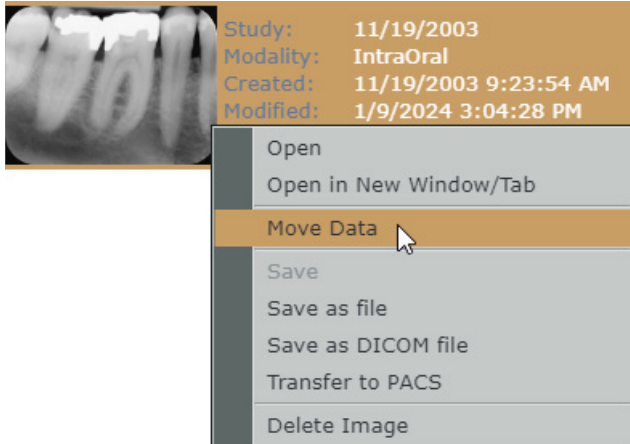 Study: 11/19/2003
Modality: IntraOral
Created: 11/19/2003 9:23:54 AM
Modified: 1/9/2024 3:04:28 PM
Open
Open in New Window/Tab
Move Data
Save
Save as file
Save as DICOM file
Transfer to PACS
Delete Image